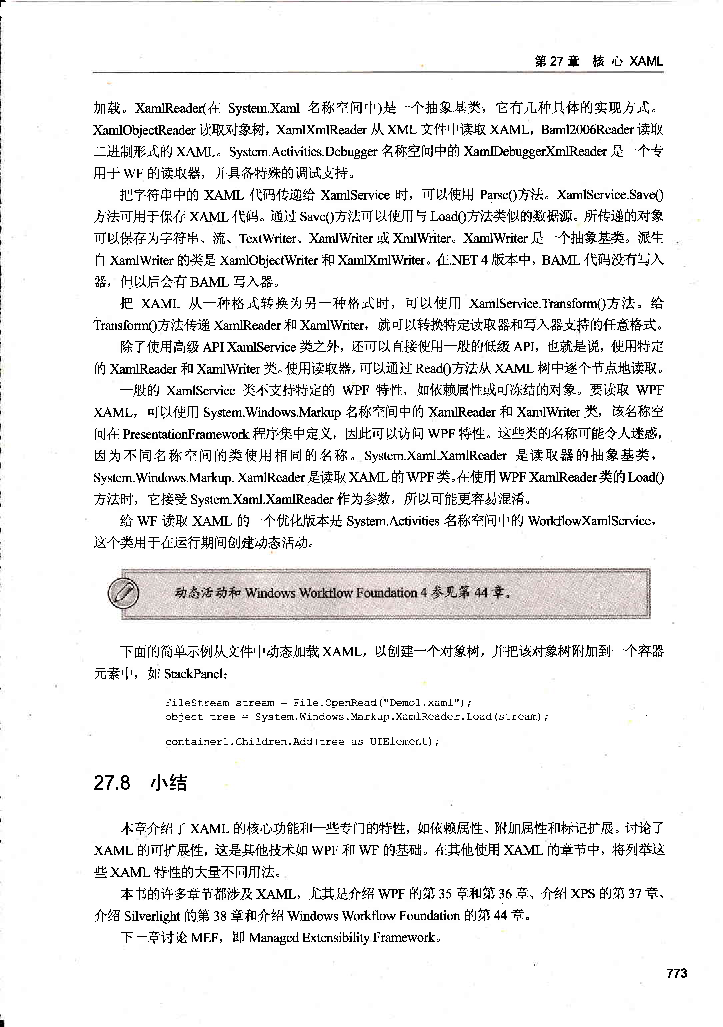 第 27 章 核 心 XAML
加载。XamlReader(在 System.Xaml 名称空间中)是一个抽象基类，它有几种具体的实现方式。
XamlObjectReader 读取对象树，XamlXmlReader 从 XML 文件中读取 XAML，Baml2006Reader 读取
二进制形式的 XAML。System.Activities.Debugger 名称空间中的 XamlDebuggerXmlReader 是一个专
用于 WF 的读取器，并具备特殊的调试支持。
把字符串中的 XAML 代码传递给 XamlService 时，可以使用 Parse()方法。XamlService.Save()
方法可用于保存 XAML 代码。通过 Save()方法可以使用与 Load()方法类似的数据源。所传递的对象
可以保存为字符串、流、TextWriter、XamlWriter 或 XmlWriter。XamlWriter 是一个抽象基类。派生
自 XamlWriter 的类是 XamlObjectWriter 和 XamlXmlWriter。在.NET 4 版本中，BAML 代码没有写入
器，但以后会有 BAML 写入器。
把 XAML 从一种格式转换为另一种格式时，可以使用 XamlService.Transform()方法。给
Transform()方法传递 XamlReader 和 XamlWriter，就可以转换特定读取器和写入器支持的任意格式。
除了使用高级 API XamlService 类之外，还可以直接使用一般的低级 API，也就是说，使用特定
的 XamlReader 和 XamlWriter 类。使用读取器，可以通过 Read()方法从 XAML 树中逐个节点地读取。
一般的 XamlService 类不支持特定的 WPF 特性，如依赖属性或可冻结的对象。要读取 WPF
XAML，可以使用 System.Windows.Markup 名称空间中的 XamlReader 和 XamlWriter 类，该名称空
间在 PresentationFramework 程序集中定义，因此可以访问 WPF 特性。这些类的名称可能令人迷惑，
因为不同名称空间的类使用相同的名称。System.Xaml.XamlReader 是读取器的抽象基类，
System.Windows.Markup. XamlReader 是读取 XAML 的 WPF 类。在使用 WPF XamlReader 类的 Load()
方法时，它接受 System.Xaml.XamlReader 作为参数，所以可能更容易混淆。
给 WF 读取 XAML 的一个优化版本是 System.Activities 名称空间中的 WorkflowXamlService，
这个类用于在运行期间创建动态活动。
动态活动和 Windows Workflow Foundation 4 参见第 44 章。
下面的简单示例从文件中动态加载 XAML，以创建一个对象树，并把该对象树附加到一个容器
元素中，如 StackPanel：
FileStream stream = File.OpenRead("Demo1.xaml");
object tree = System.Windows.Markup.XamlReader.Load(stream);
container1.Children.Add(tree as UIElement);
27.8 小结
本章介绍了 XAML 的核心功能和一些专门的特性，如依赖属性、附加属性和标记扩展。讨论了
XAML 的可扩展性，这是其他技术如 WPF 和 WF 的基础。在其他使用 XAML 的章节中，将列举这
些 XAML 特性的大量不同用法。
本书的许多章节都涉及 XAML，尤其是介绍 WPF 的第 35 章和第 36 章、介绍 XPS 的第 37 章、
介绍 Silverlight 的第 38 章和介绍 Windows Workflow Foundation 的第 44 章。
下一章讨论 MEF，即 Managed Extensibility Framework。
773